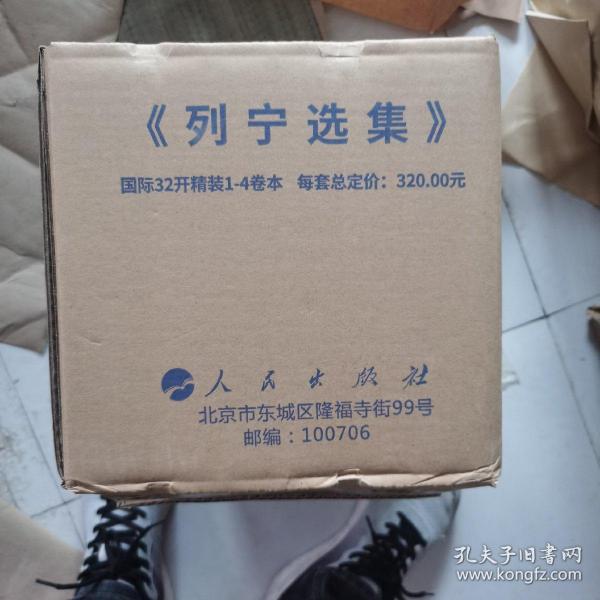 《列宁选集》
国际32开精装1-4卷本 每套总定价：320.00元
人民出版社
北京市东城区隆福寺街99号
邮编：100706
孔夫子旧书网
www.kongfz.com